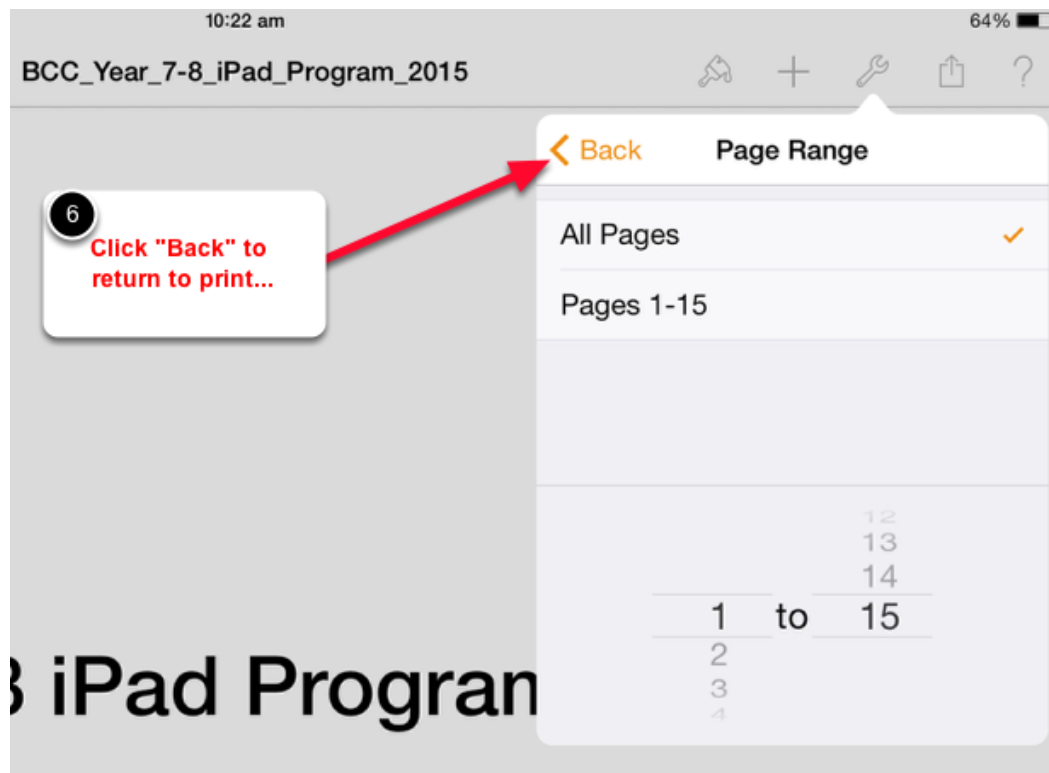 10:22 am 64%
BCC_Year_7-8_iPad_Program_2015 ?
Back Page Range
6
Click "Back" to
return to print...
All Pages
Pages 1-15
12
13
14
1 to 15
2
3
4
iPad Program